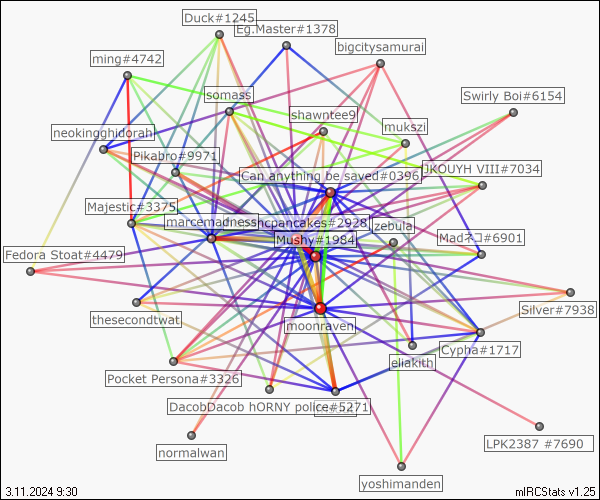 Duck#1245
Eg.Master#1378
bigcitysamurai
ming#4742
somass
Swirly Boi#6154
shawntee9
mukszi
neokingghidorah
Pikabro#9971
Can anything be saved#0396
JKOUYH VIII#7034
Majestic#3375
marcemadness
hcpancakes#2928
zebula
Mushy#1984
Madネコ#6901
Fedora Stoat#4479
thesecondtwat
moonraven
Silver#7938
Cypha#1717
eliakith
Pocket Persona#3326
DacobDacob hORNY police
#5271
normalwan
LPK2387 #7690
yoshimanden
3.11.2024 9:30
mIRCStats v1.25